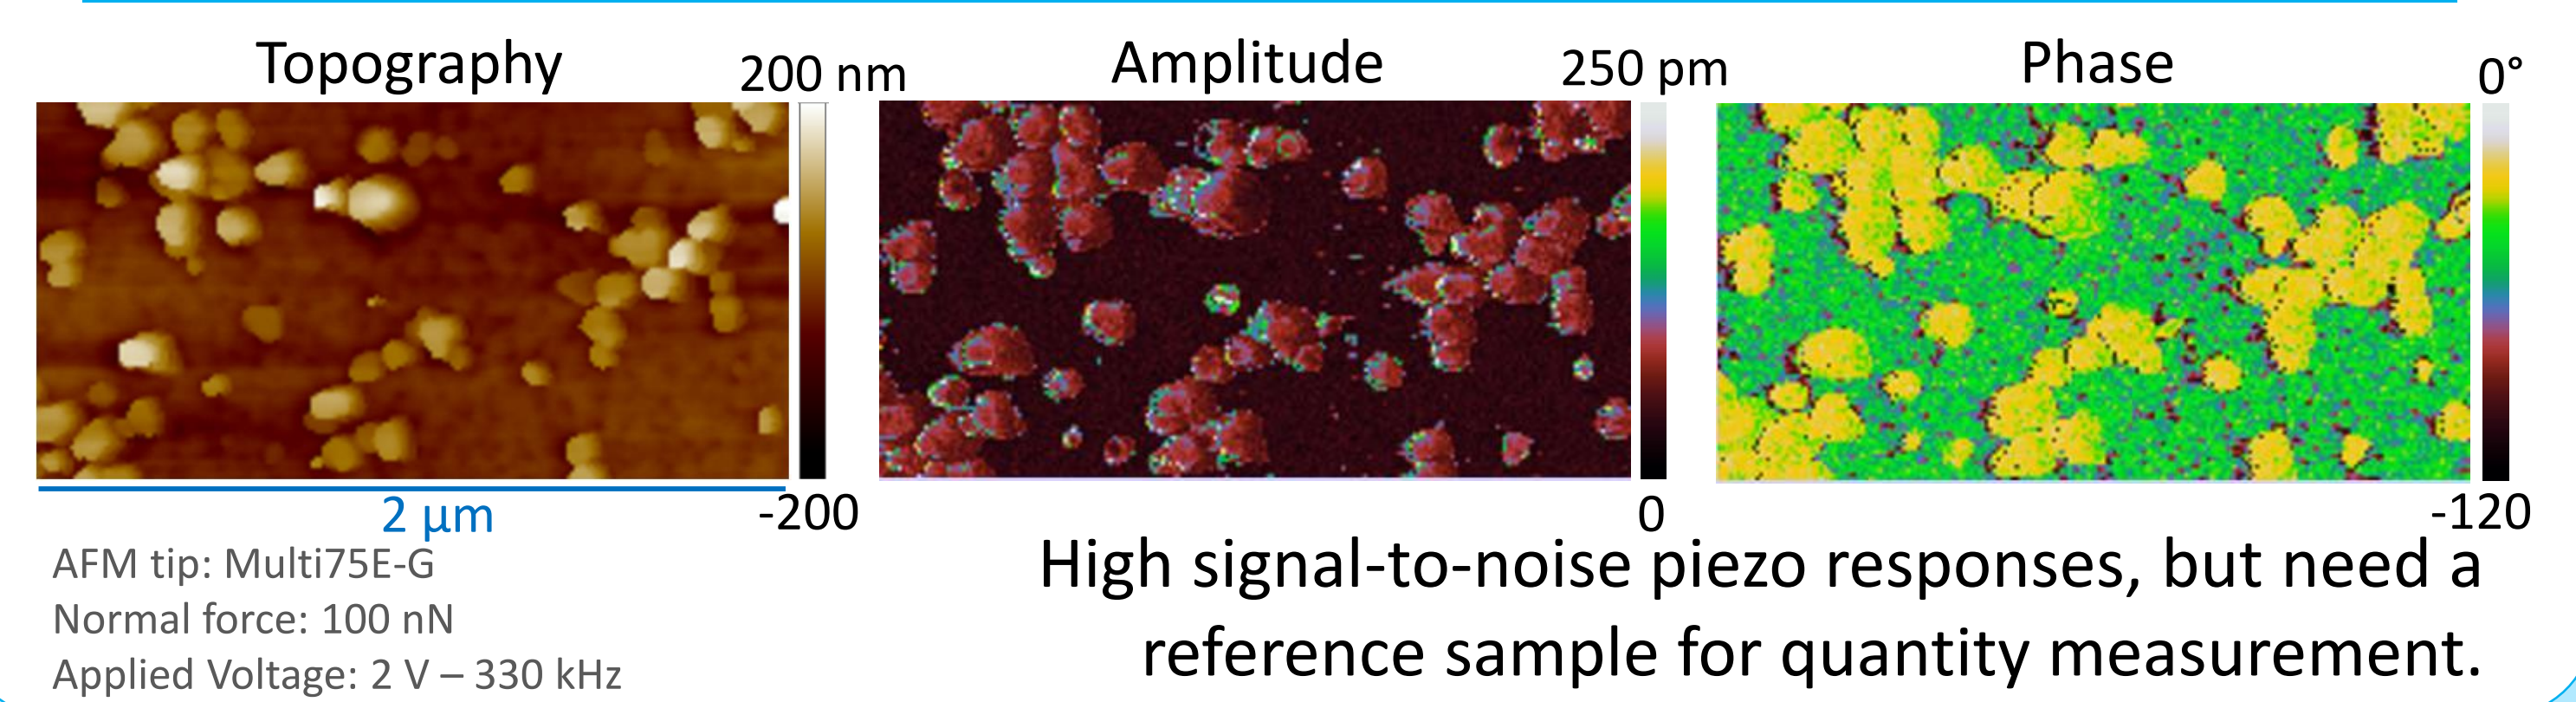 Topography
200 nm
Amplitude
250 pm
Phase
0°
2 µm
-200
0
-120
AFM tip: Multi75E-G
Normal force: 100 nN
Applied Voltage: 2 V – 330 kHz
High signal-to-noise piezo responses, but need a
reference sample for quantity measurement.